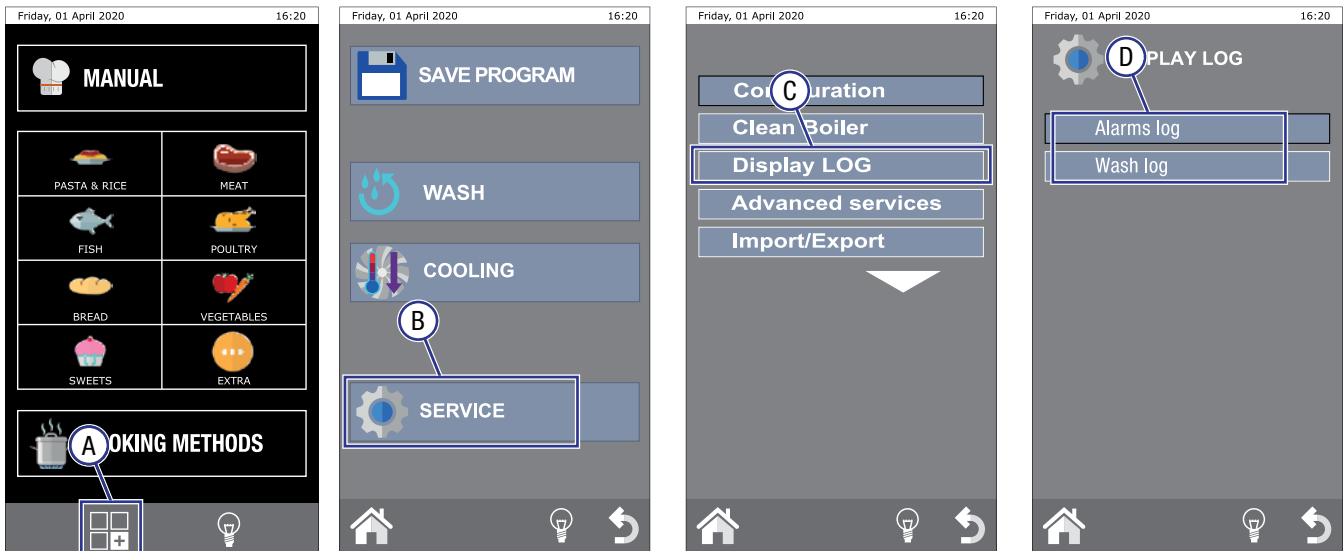 Friday, 01 April 2020 16:20
MANUAL
PASTA & RICE MEAT
FISH POULTRY
BREAD VEGETABLES
SWEETS EXTRA
A
OKING METHODS
Friday, 01 April 2020 16:20
SAVE PROGRAM
WASH
COOLING
B
SERVICE
Friday, 01 April 2020 16:20
Co uration
C
Clean Boiler
Display LOG
Advanced services
Import/Export
Friday, 01 April 2020 16:20
D
PLAY LOG
Alarms log
Wash log